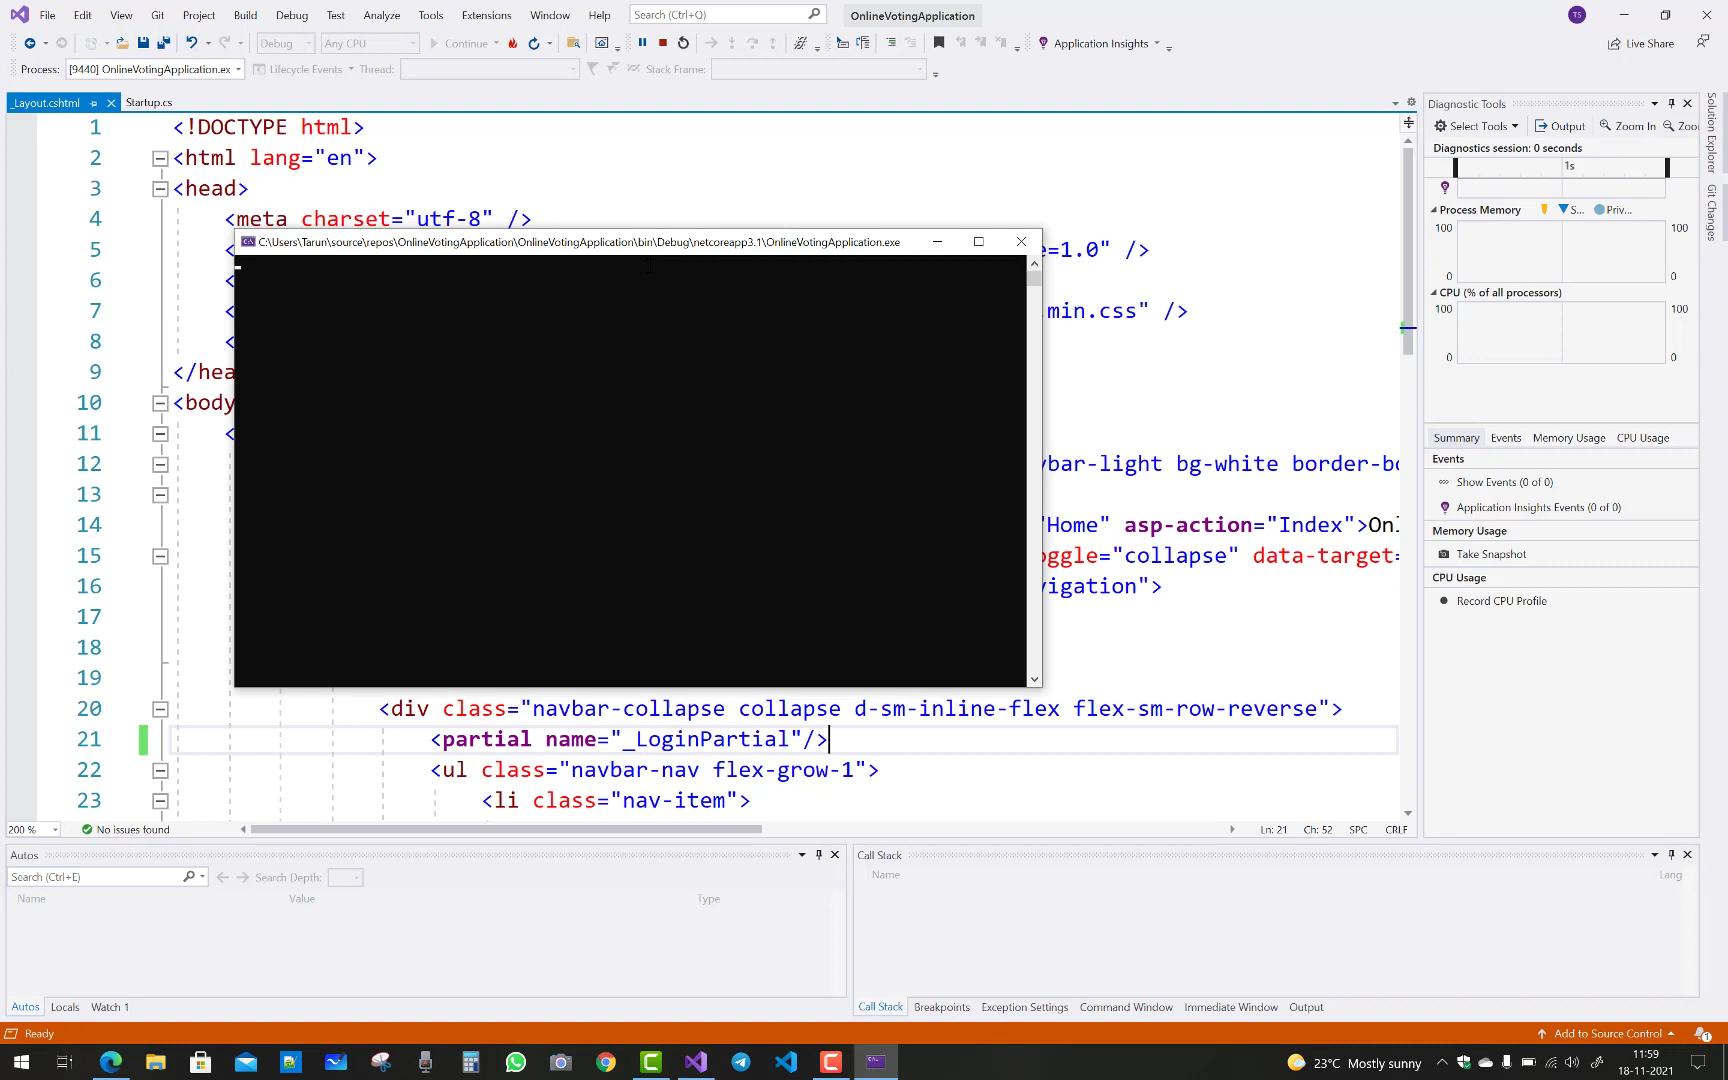 File Edit View Git Project Build Debug Test Analyze Tools Extensions Window Help Search (Ctrl+Q) OnlineVotingApplication TS
Debug Any CPU Continue Application Insights Live Share
Process: [9440] OnlineVotingApplication.ex Lifecycle Events Thread: Stack Frame:
_Layout.cshtml Startup.cs
1 <!DOCTYPE html>
2 <html lang="en">
3 <head>
4 <meta charset="utf-8" />
C:\Users\Tarun\source\repos\OnlineVotingApplication\OnlineVotingApplication\bin\Debug\netcoreapp3.1\OnlineVotingApplication.exe
5 < e=1.0" />
6 <
7 < min.css" />
8 <
9 </hea
10 <body
11 <
12 bar-light bg-white border-bo
13
14 "Home" asp-action="Index">Onl
15 oggle="collapse" data-target=
16 vigation">
17
18
19
20 <div class="navbar-collapse collapse d-sm-inline-flex flex-sm-row-reverse">
21 <partial name="_LoginPartial"/>
22 <ul class="navbar-nav flex-grow-1">
23 <li class="nav-item">
200 % No issues found Ln: 21 Ch: 52 SPC CRLF
Diagnostic Tools
Select Tools Output Zoom In Zoo
Diagnostics session: 0 seconds
1s
Process Memory S... Priv...
100 100
0 0
CPU (% of all processors)
100 100
0 0
Summary Events Memory Usage CPU Usage
Events
Show Events (0 of 0)
Application Insights Events (0 of 0)
Memory Usage
Take Snapshot
CPU Usage
Record CPU Profile
Solution Explorer
Git Changes
Autos
Search (Ctrl+E) Search Depth:
Name Value Type
Autos Locals Watch 1
Call Stack
Name Lang
Call Stack Breakpoints Exception Settings Command Window Immediate Window Output
Ready Add to Source Control 1
23°C Mostly sunny 11:59
18-11-2021